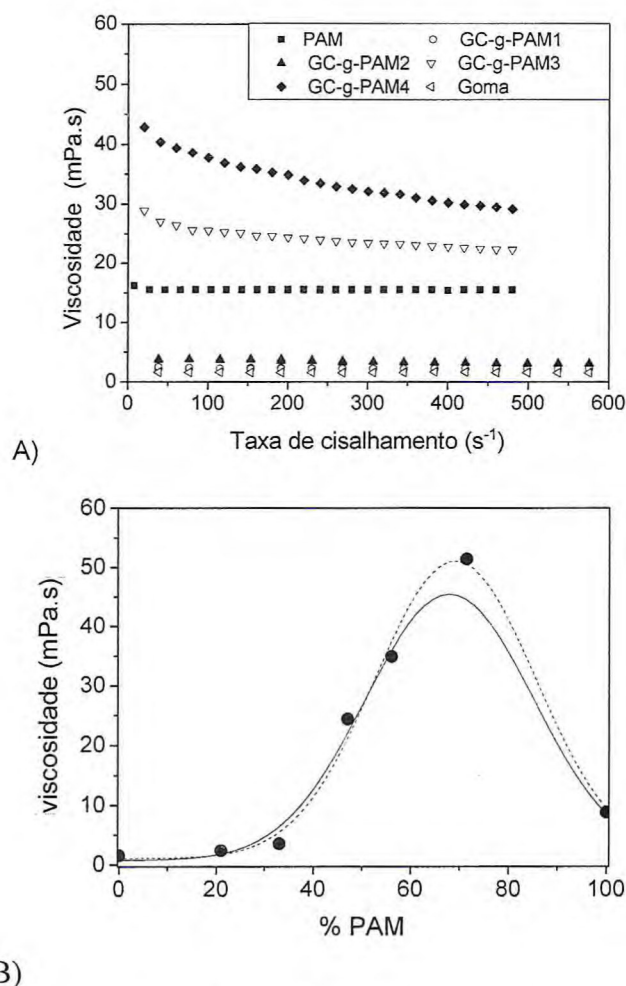 A)
60
50
40
30
20
10
0
Viscosidade (mPa.s)
PAM GC-g-PAM1
GC-g-PAM2 GC-g-PAM3
GC-g-PAM4 Goma
0 100 200 300 400 500 600
Taxa de cisalhamento (s⁻¹)
B)
60
50
40
30
20
10
0
viscosidade (mPa.s)
0 20 40 60 80 100
% PAM